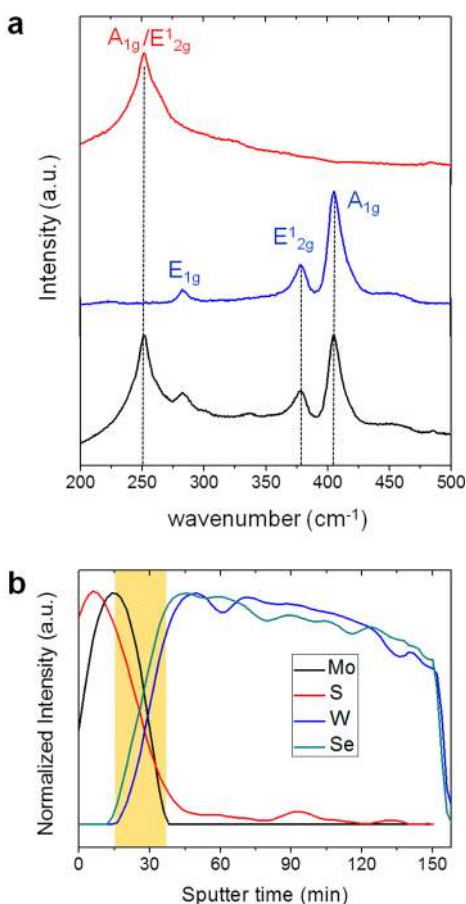 a
A1g/E¹2g
A1g
E¹2g
E1g
Intensity (a.u.)
200 250 300 350 400 450 500
wavenumber (cm⁻¹)
b
Normalized Intensity (a.u.)
Mo
S
W
Se
0 30 60 90 120 150
Sputter time (min)